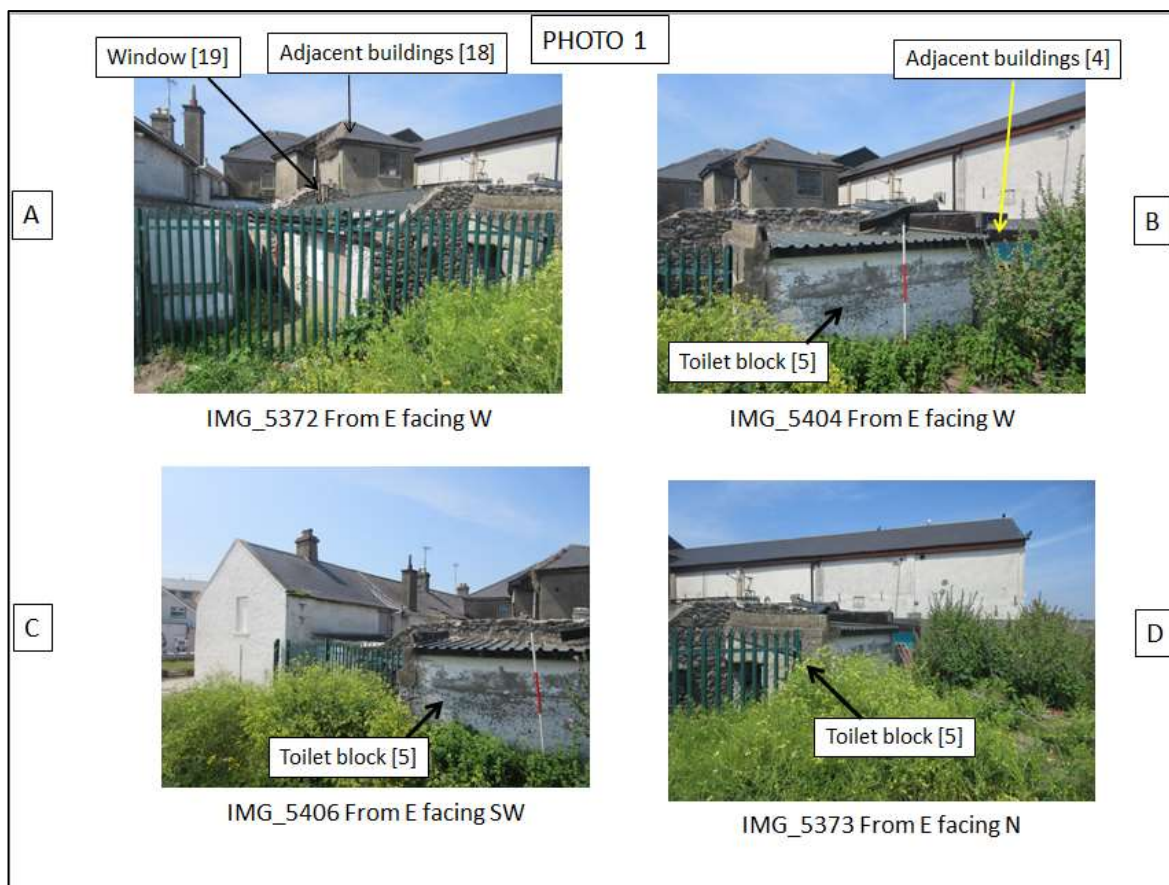 PHOTO 1
Window [19]
Adjacent buildings [18]
Adjacent buildings [4]
A
B
Toilet block [5]
IMG_5372 From E facing W
IMG_5404 From E facing W
C
D
Toilet block [5]
Toilet block [5]
IMG_5406 From E facing SW
IMG_5373 From E facing N